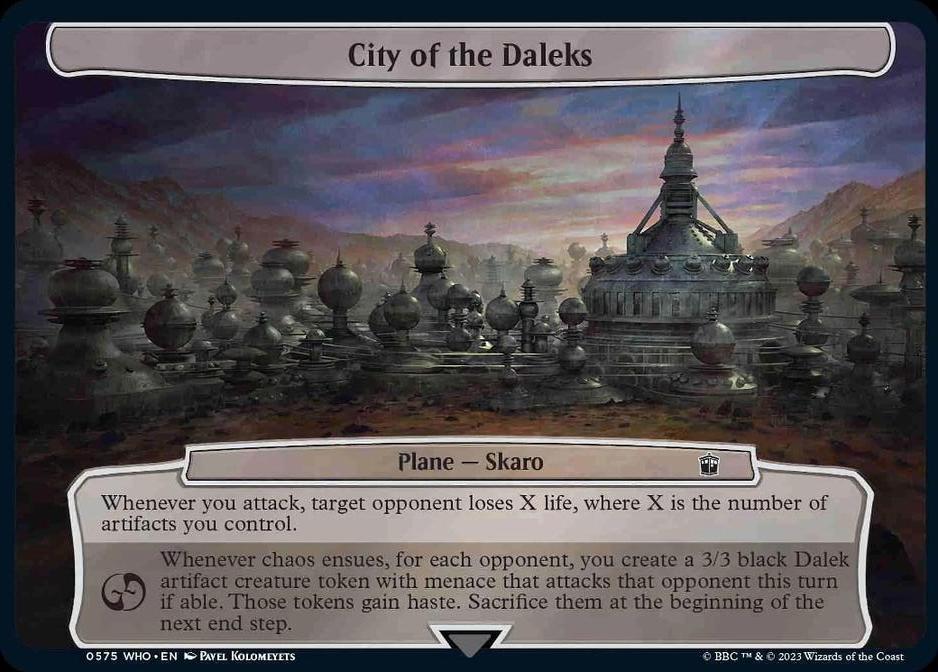 City of the Daleks
Plane — Skaro
Whenever you attack, target opponent loses X life, where X is the number of
artifacts you control.
Whenever chaos ensues, for each opponent, you create a 3/3 black Dalek
artifact creature token with menace that attacks that opponent this turn
if able. Those tokens gain haste. Sacrifice them at the beginning of the
next end step.
0575 WHO • EN Pavel Kolomeyets
© BBC ™ & © 2023 Wizards of the Coast